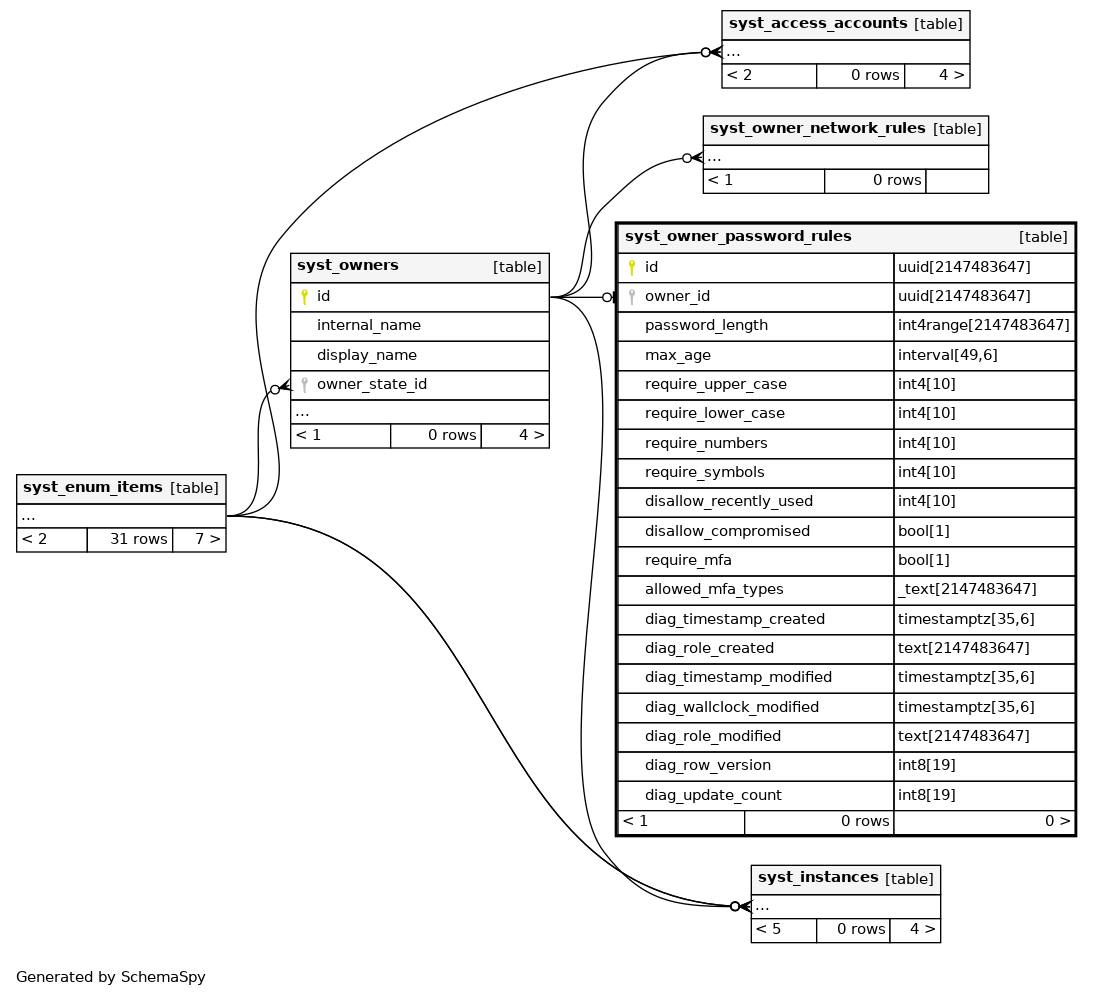 syst_access_accounts [table]
...
< 2 0 rows 4 >
syst_owner_network_rules [table]
...
< 1 0 rows
syst_owner_password_rules [table]
id uuid[2147483647]
owner_id uuid[2147483647]
password_length int4range[2147483647]
max_age interval[49,6]
require_upper_case int4[10]
require_lower_case int4[10]
require_numbers int4[10]
require_symbols int4[10]
disallow_recently_used int4[10]
disallow_compromised bool[1]
require_mfa bool[1]
allowed_mfa_types _text[2147483647]
diag_timestamp_created timestamptz[35,6]
diag_role_created text[2147483647]
diag_timestamp_modified timestamptz[35,6]
diag_wallclock_modified timestamptz[35,6]
diag_role_modified text[2147483647]
diag_row_version int8[19]
diag_update_count int8[19]
< 1 0 rows 0 >
syst_owners [table]
id
internal_name
display_name
owner_state_id
...
< 1 0 rows 4 >
syst_enum_items [table]
...
< 2 31 rows 7 >
syst_instances [table]
...
< 5 0 rows 4 >
Generated by SchemaSpy